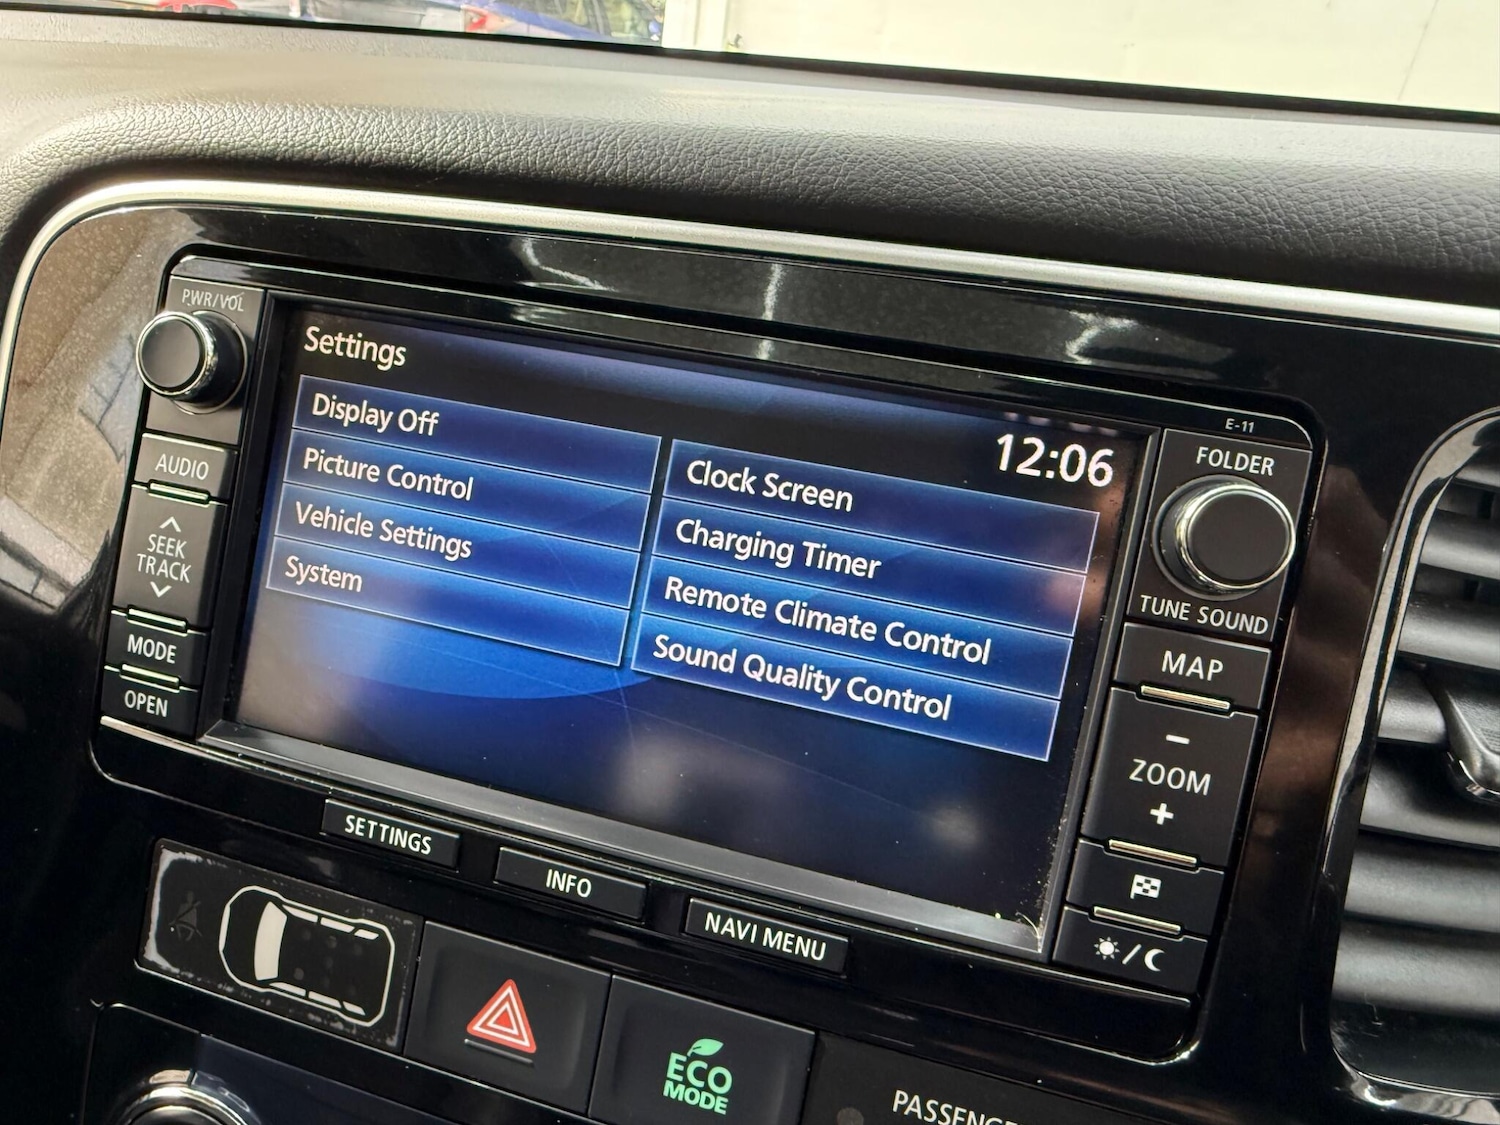 PWR/VOL
AUDIO
SEEK
TRACK
MODE
OPEN
Settings
12:06
Display Off
Picture Control
Vehicle Settings
System
Clock Screen
Charging Timer
Remote Climate Control
Sound Quality Control
E-11
FOLDER
TUNE SOUND
MAP
-
ZOOM
+
/
SETTINGS
INFO
NAVI MENU
ECO
MODE
PASSENGE